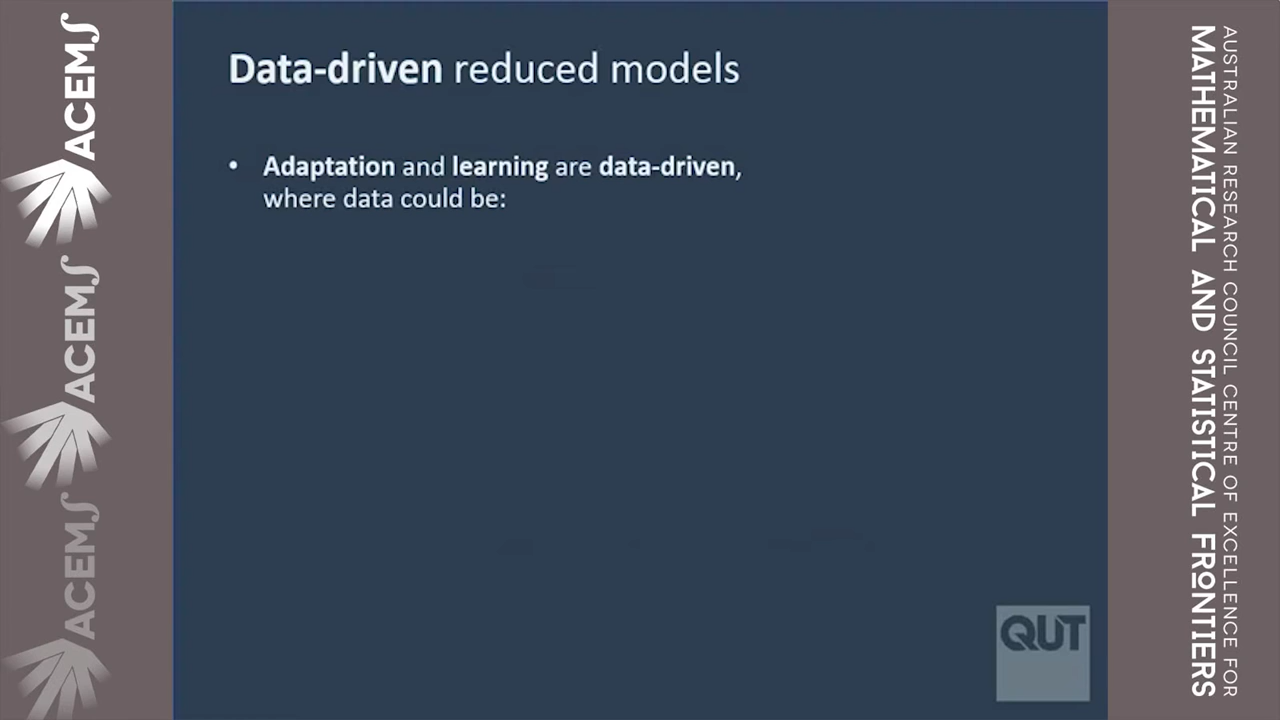 Data-driven reduced models
• Adaptation and learning are data-driven,
where data could be:
QUT
ACEMS
ACEMS
ACEMS
AUSTRALIAN RESEARCH COUNCIL CENTRE OF EXCELLENCE FOR
MATHEMATICAL AND STATISTICAL FRONTIERS